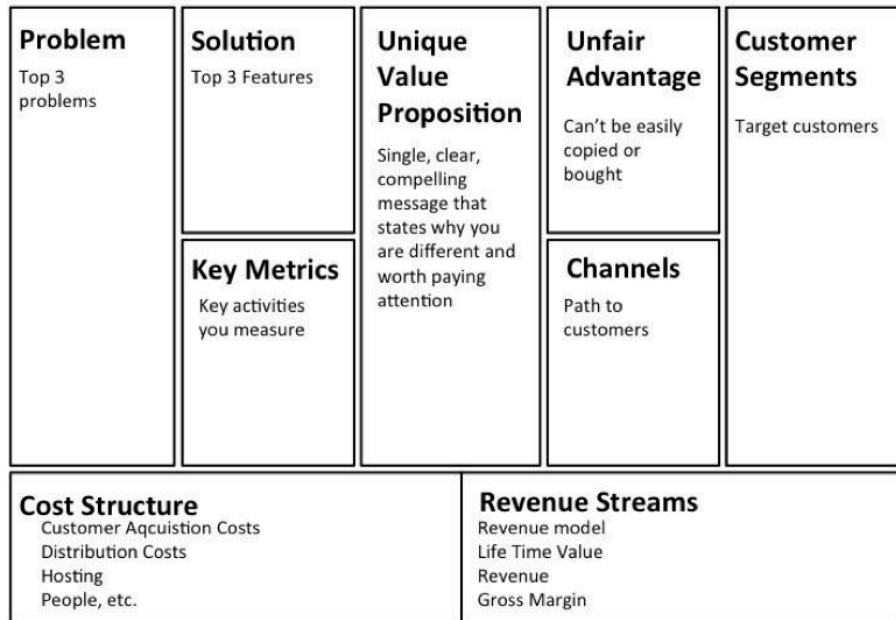 Problem
Top 3
problems
Solution
Top 3 Features
Key Metrics
Key activities
you measure
Unique
Value
Proposition
Single, clear,
compelling
message that
states why you
are different and
worth paying
attention
Unfair
Advantage
Can't be easily
copied or
bought
Channels
Path to
customers
Customer
Segments
Target customers
Cost Structure
Customer Aqcuistion Costs
Distribution Costs
Hosting
People, etc.
Revenue Streams
Revenue model
Life Time Value
Revenue
Gross Margin